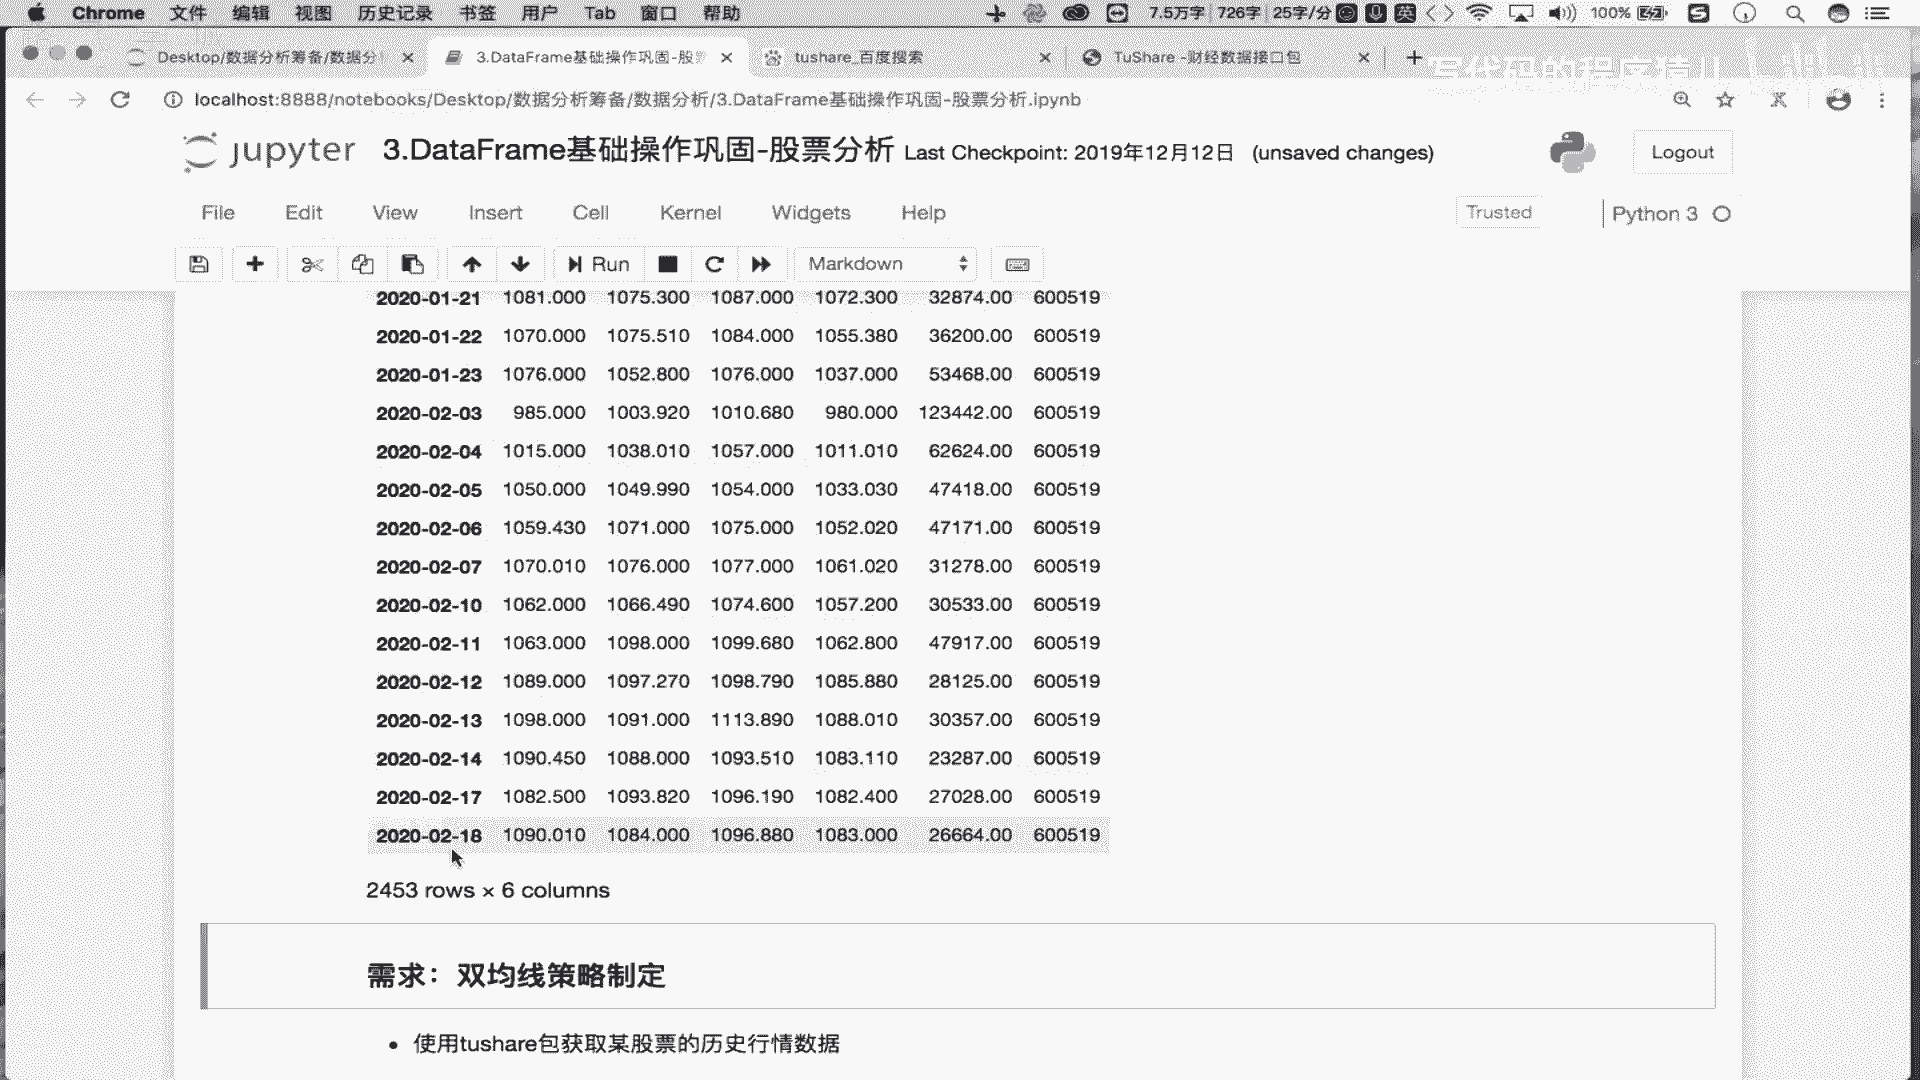 Chrome 文件 编辑 视图 历史记录 书签 用户 Tab 窗口 帮助 7.5万字 726字 25字/分 英 100%
Desktop/数据分析筹备/数据分 3.DataFrame基础操作巩固-股 tushare_百度搜索 TuShare -财经数据接口包
写代码的程序猿儿
localhost:8888/notebooks/Desktop/数据分析筹备/数据分析/3.DataFrame基础操作巩固-股票分析.ipynb
jupyter 3.DataFrame基础操作巩固-股票分析 Last Checkpoint: 2019年12月12日 (unsaved changes) Logout
File Edit View Insert Cell Kernel Widgets Help Trusted Python 3
Run Markdown
2020-01-21 1081.000 1075.300 1087.000 1072.300 32874.00 600519
2020-01-22 1070.000 1075.510 1084.000 1055.380 36200.00 600519
2020-01-23 1076.000 1052.800 1076.000 1037.000 53468.00 600519
2020-02-03 985.000 1003.920 1010.680 980.000 123442.00 600519
2020-02-04 1015.000 1038.010 1057.000 1011.010 62624.00 600519
2020-02-05 1050.000 1049.990 1054.000 1033.030 47418.00 600519
2020-02-06 1059.430 1071.000 1075.000 1052.020 47171.00 600519
2020-02-07 1070.010 1076.000 1077.000 1061.020 31278.00 600519
2020-02-10 1062.000 1066.490 1074.600 1057.200 30533.00 600519
2020-02-11 1063.000 1098.000 1099.680 1062.800 47917.00 600519
2020-02-12 1089.000 1097.270 1098.790 1085.880 28125.00 600519
2020-02-13 1098.000 1091.000 1113.890 1088.010 30357.00 600519
2020-02-14 1090.450 1088.000 1093.510 1083.110 23287.00 600519
2020-02-17 1082.500 1093.820 1096.190 1082.400 27028.00 600519
2020-02-18 1090.010 1084.000 1096.880 1083.000 26664.00 600519
2453 rows × 6 columns
需求：双均线策略制定
• 使用tushare包获取某股票的历史行情数据